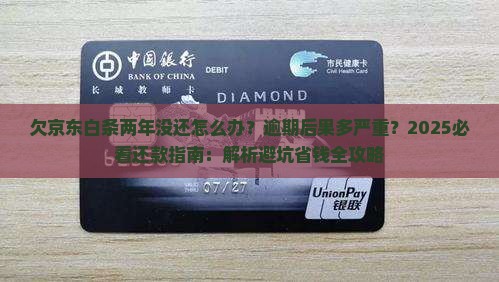 中国银行
BANK OF CHINA
DEBIT
市民健康卡
Civil Health Card
长城教师卡
DIAMOND
欠京东白条两年没还怎么办？逾期后果多严重？2025必
看还款指南：解析避坑省钱全攻略
07/27
UnionPay
银联